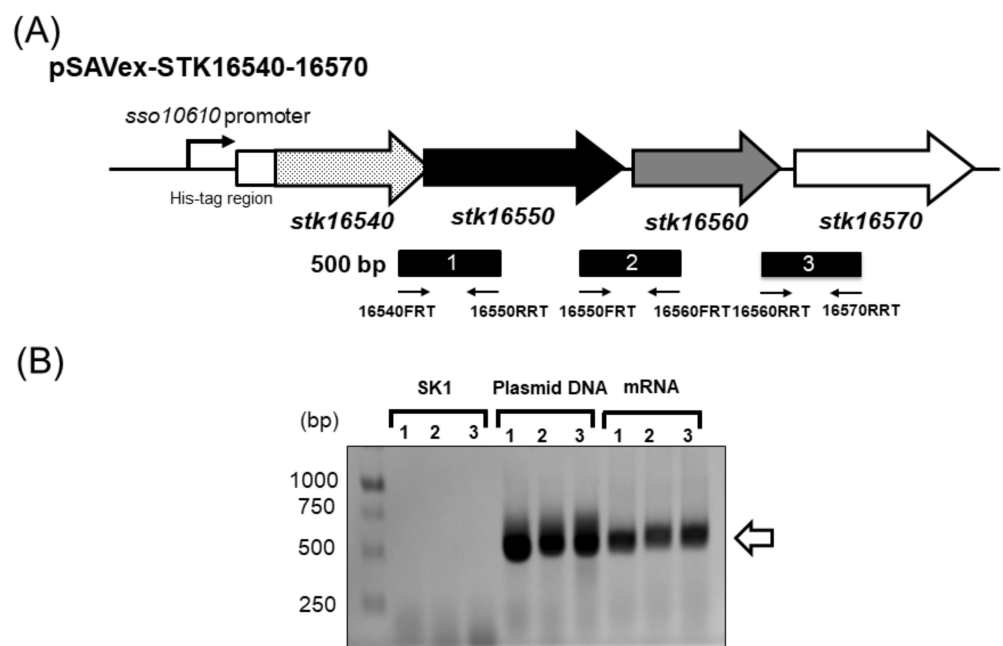 (A)
pSAVex-STK16540-16570
sso10610 promoter
His-tag region
stk16540
stk16550
stk16560
stk16570
500 bp
1
2
3
16540FRT
16550RRT
16550FRT
16560FRT
16560RRT
16570RRT
(B)
SK1
Plasmid DNA
mRNA
(bp)
1 2 3 1 2 3 1 2 3
1000
750
500
250